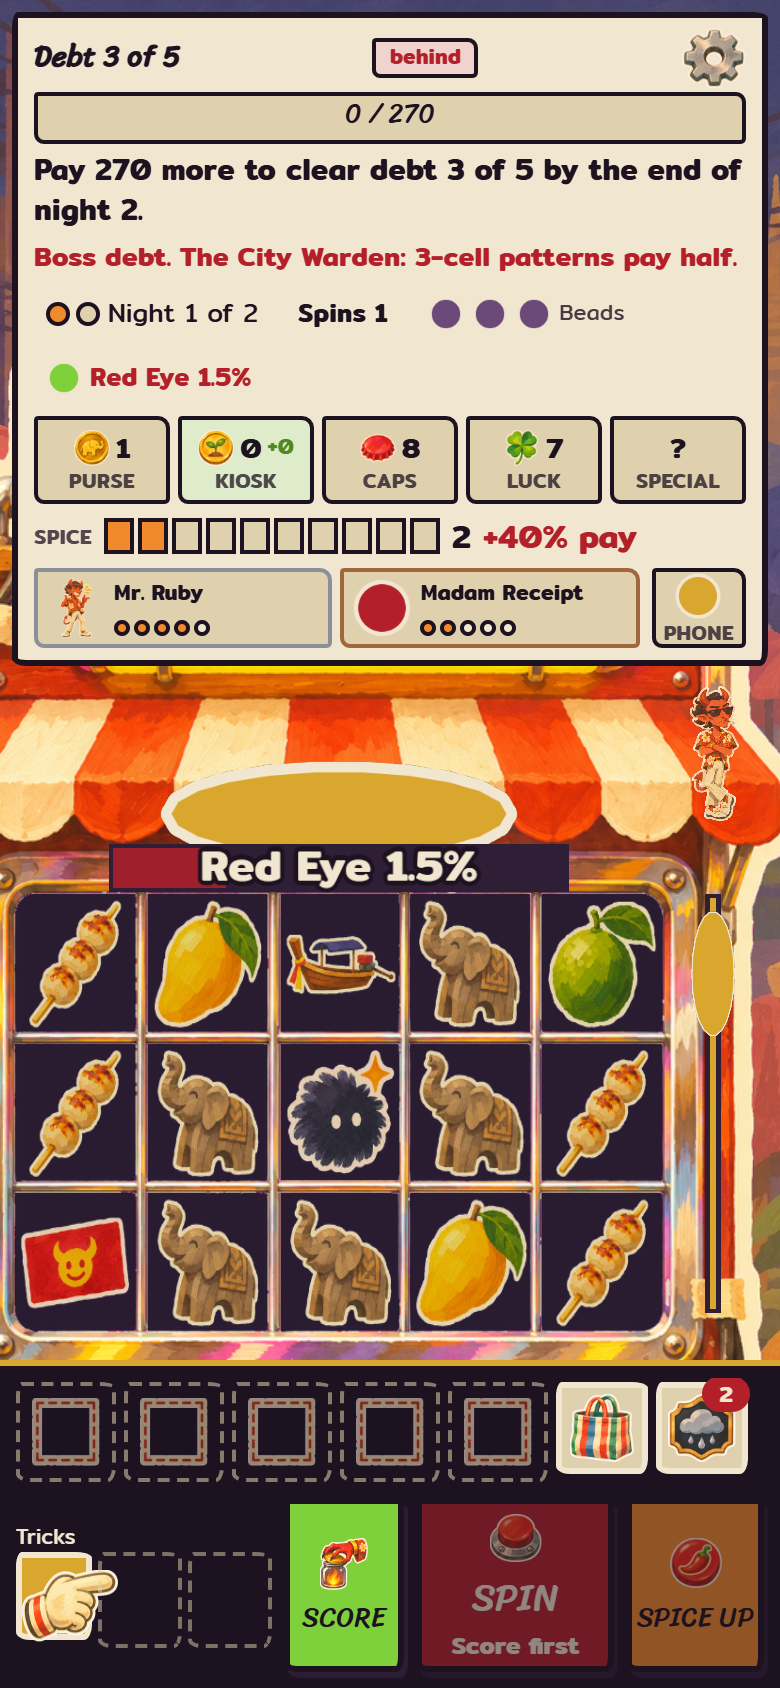 Debt 3 of 5
behind
0 / 270
Pay 270 more to clear debt 3 of 5 by the end of
night 2.
Boss debt. The City Warden: 3-cell patterns pay half.
Night 1 of 2
Spins 1
Beads
Red Eye 1.5%
1
PURSE
0 +0
KIOSK
8
CAPS
7
LUCK
?
SPECIAL
SPICE
2 +40% pay
Mr. Ruby
Madam Receipt
PHONE
Red Eye 1.5%
2
Tricks
SCORE
SPIN
Score first
SPICE UP